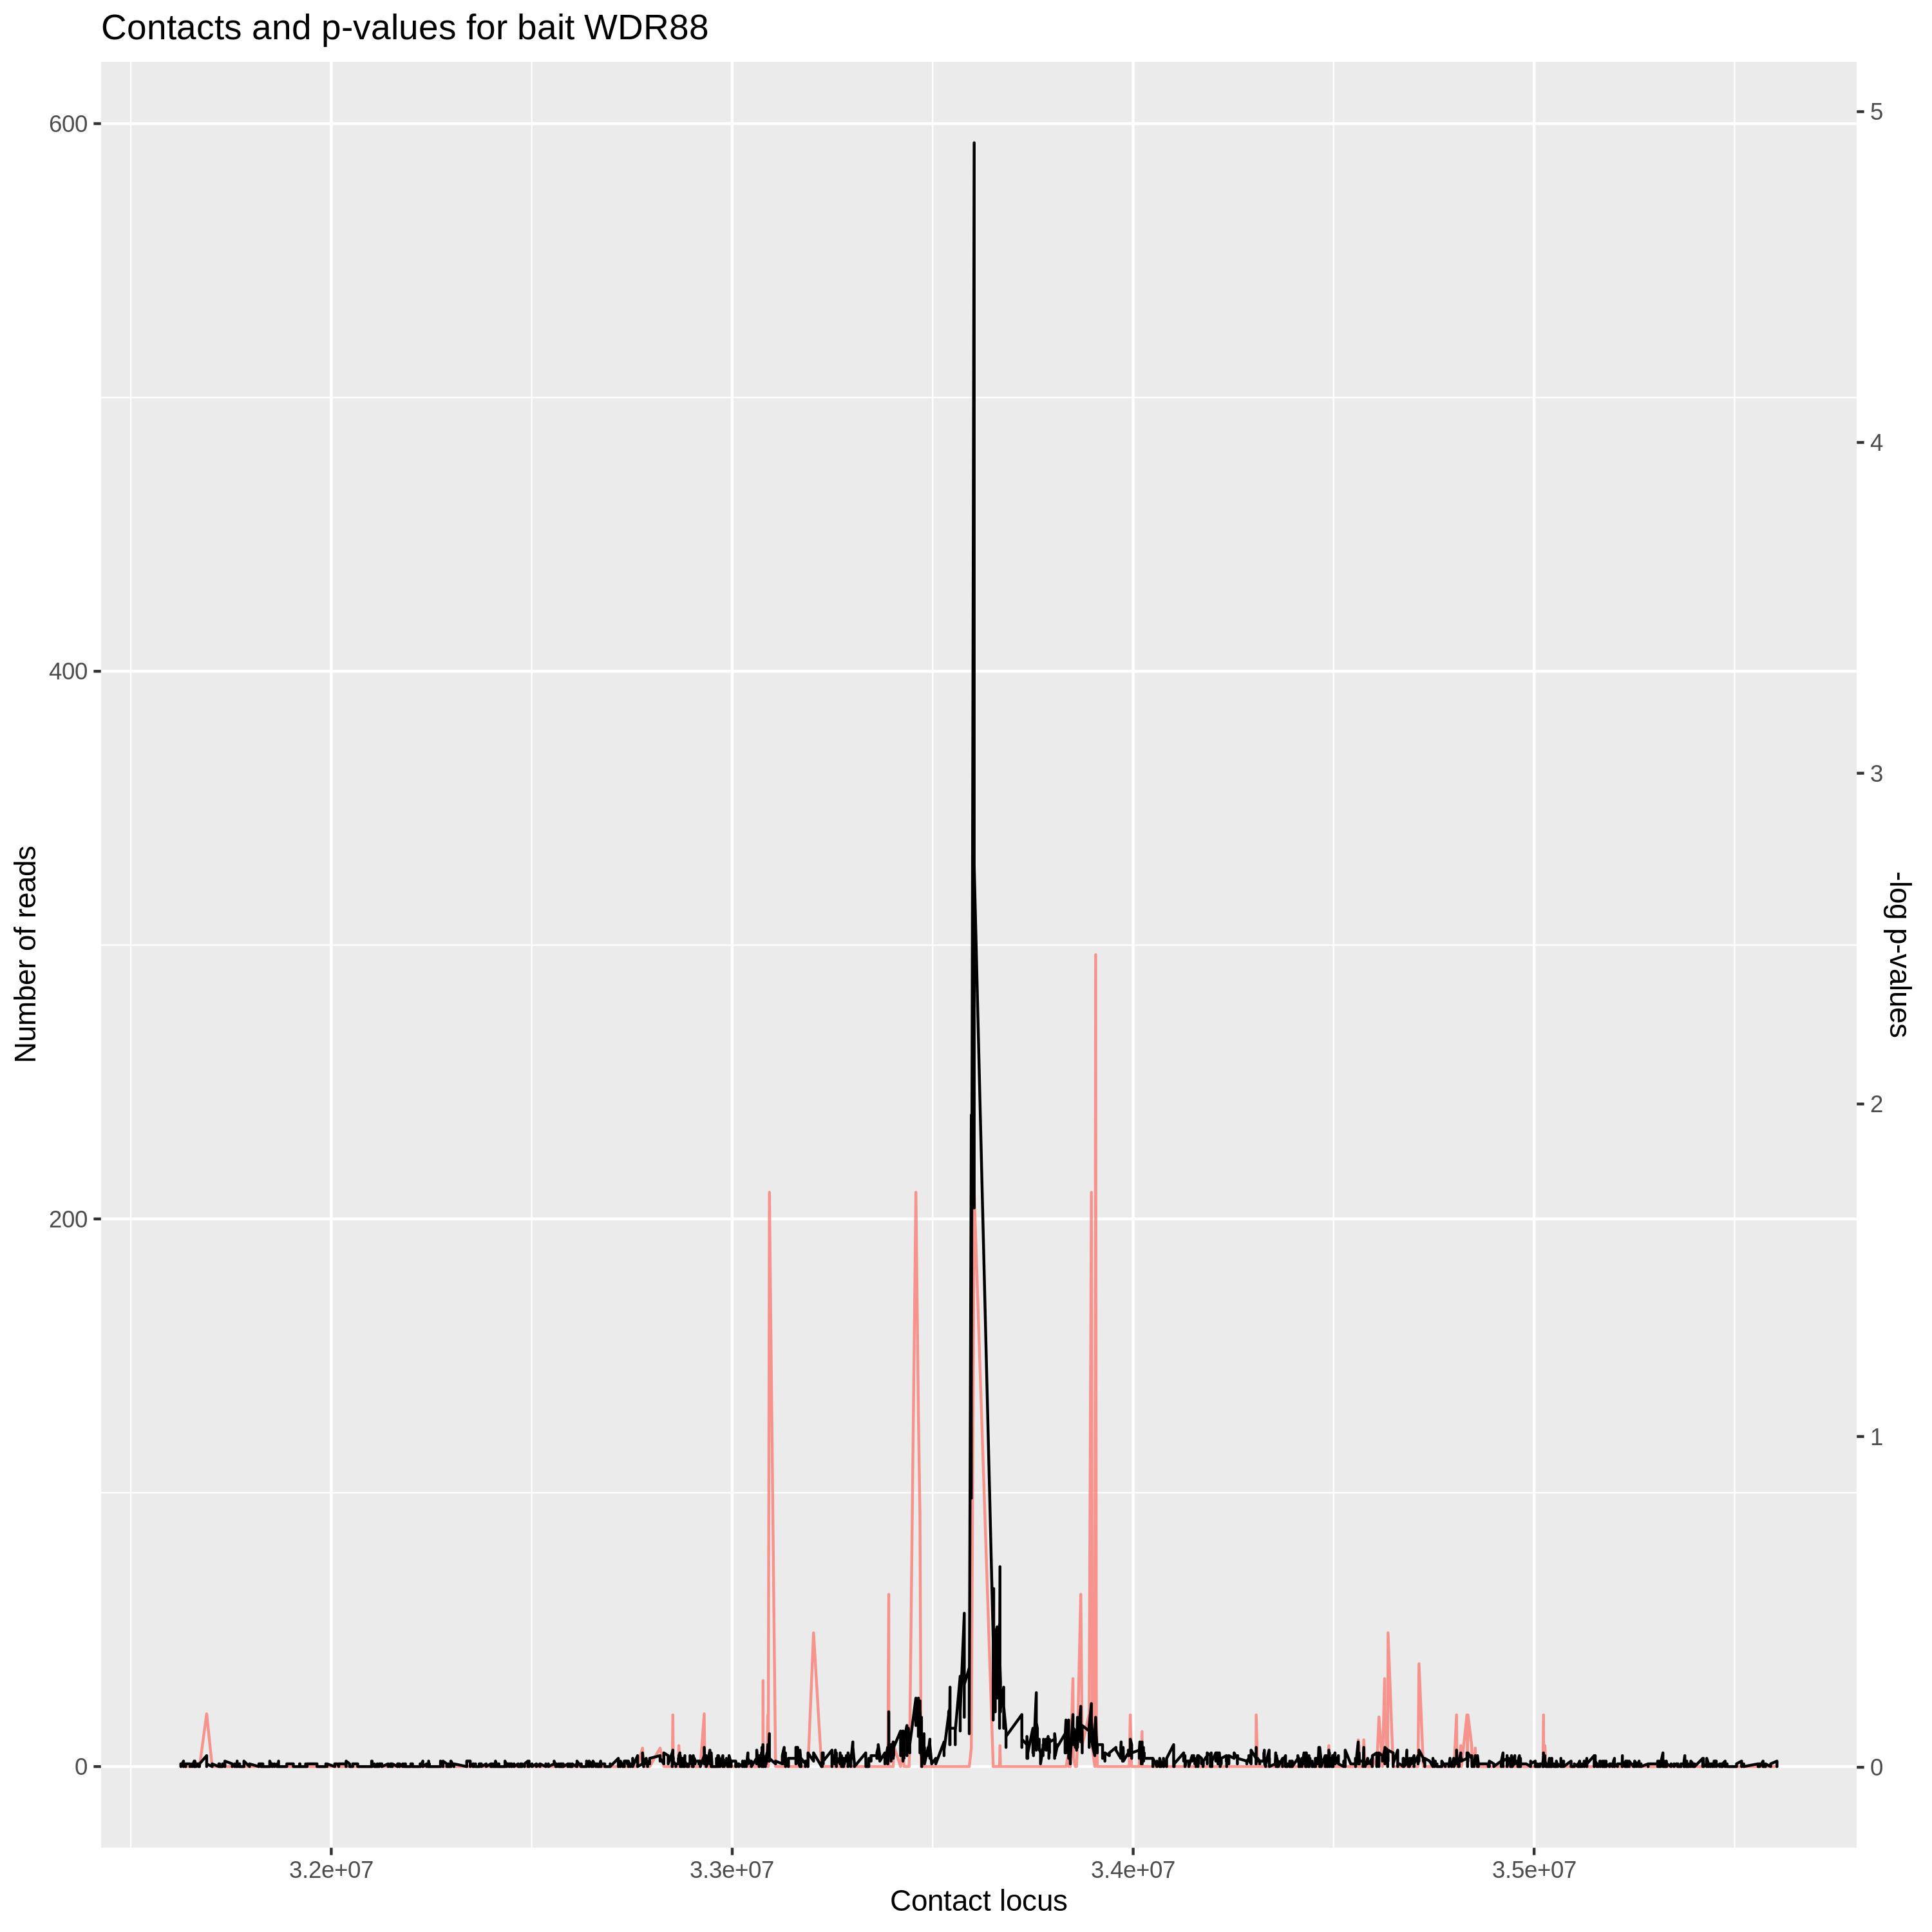 Contacts and p-values for bait WDR88
600
400
200
0
Number of reads
5
4
3
2
1
0
-log p-values
3.2e+07
3.3e+07
3.4e+07
3.5e+07
Contact locus